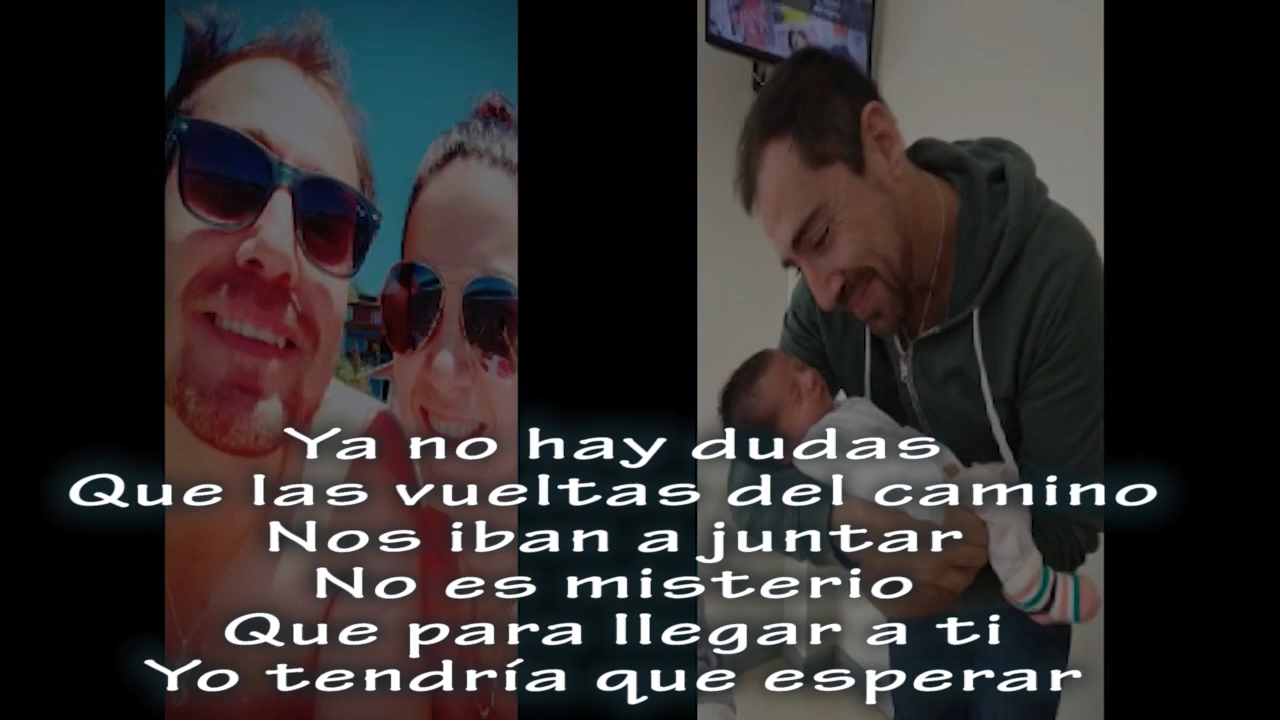 Ya no hay dudas
Que las vueltas del camino
Nos iban a juntar
No es misterio
Que para llegar a ti
Yo tendría que esperar